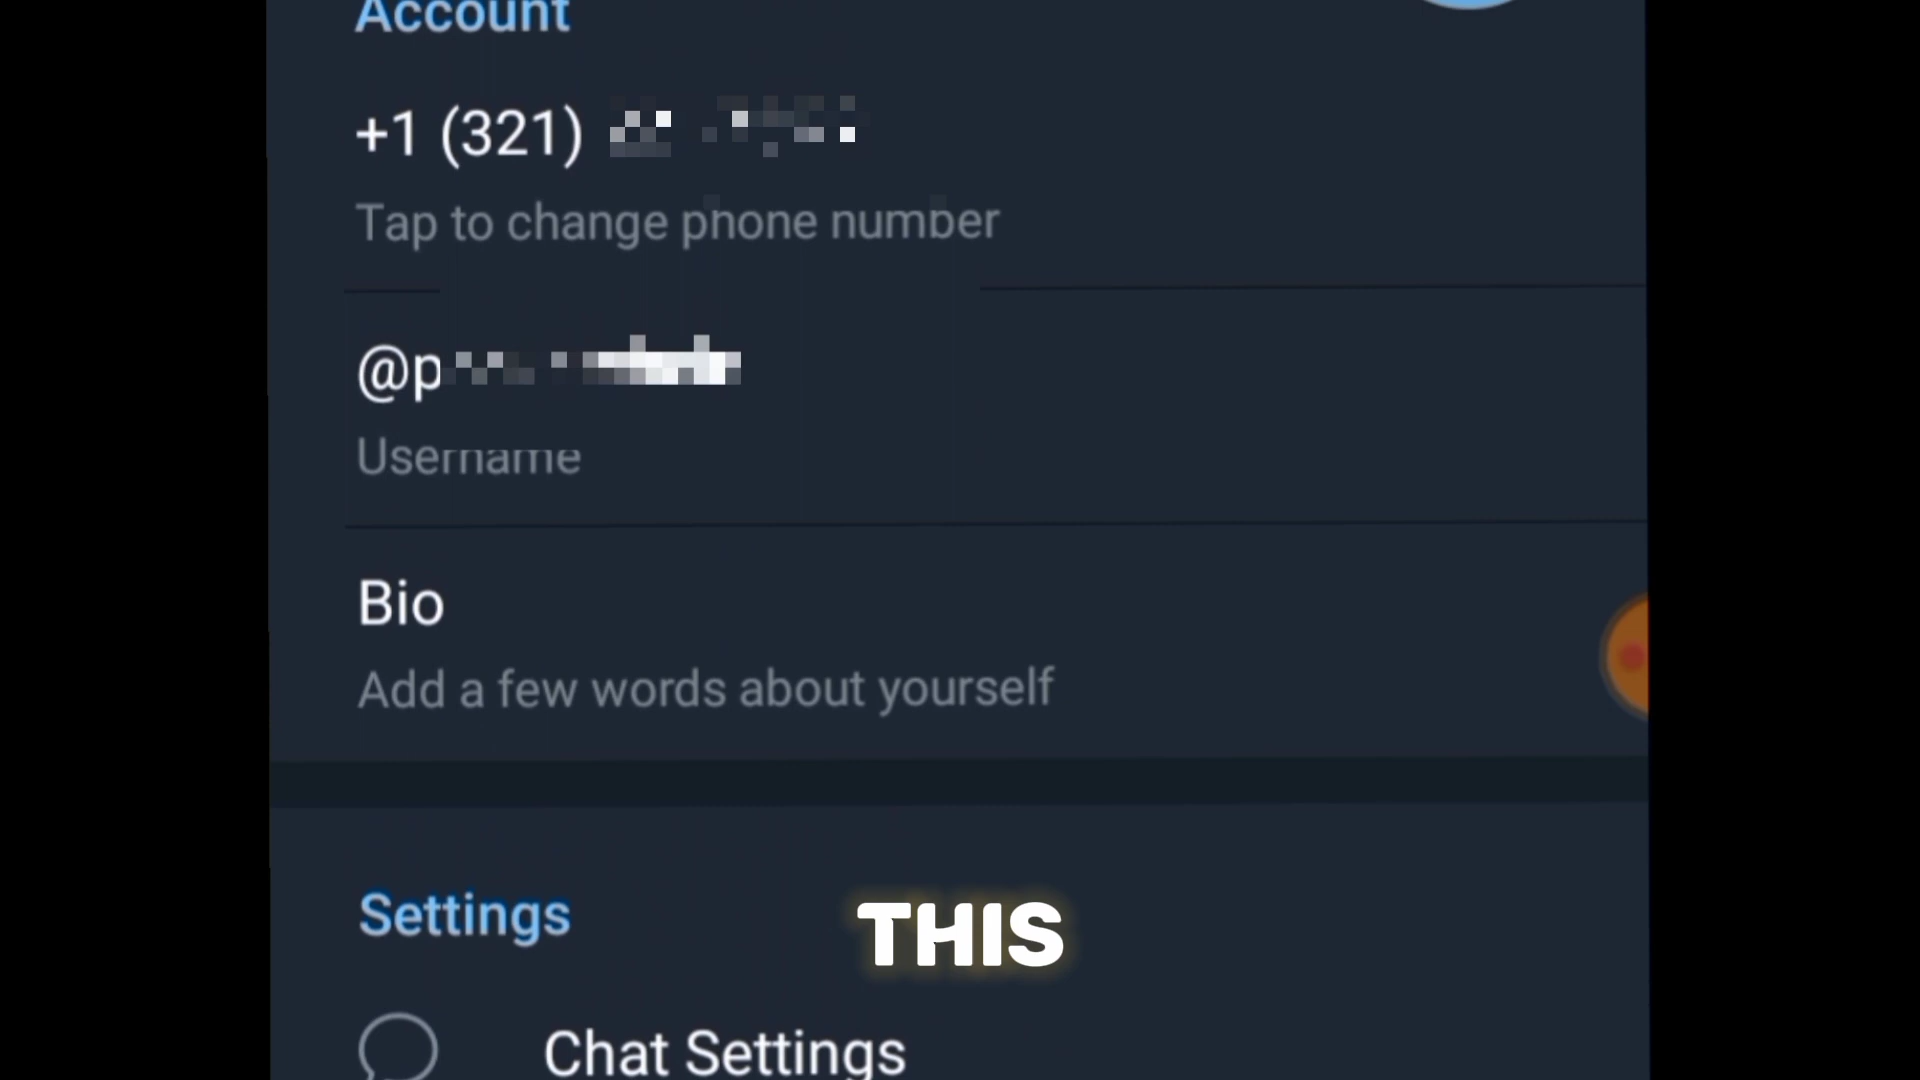 Account
+1 (321)
Tap to change phone number
Username
Bio
Add a few words about yourself
Settings
THIS
Chat Settings